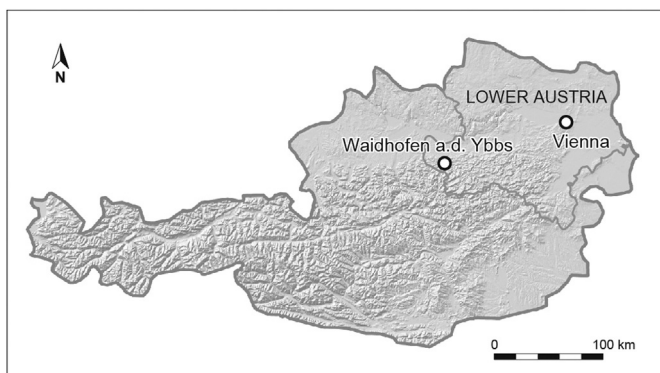 N
LOWER AUSTRIA
Waidhofen a.d. Ybbs
Vienna
0 100 km